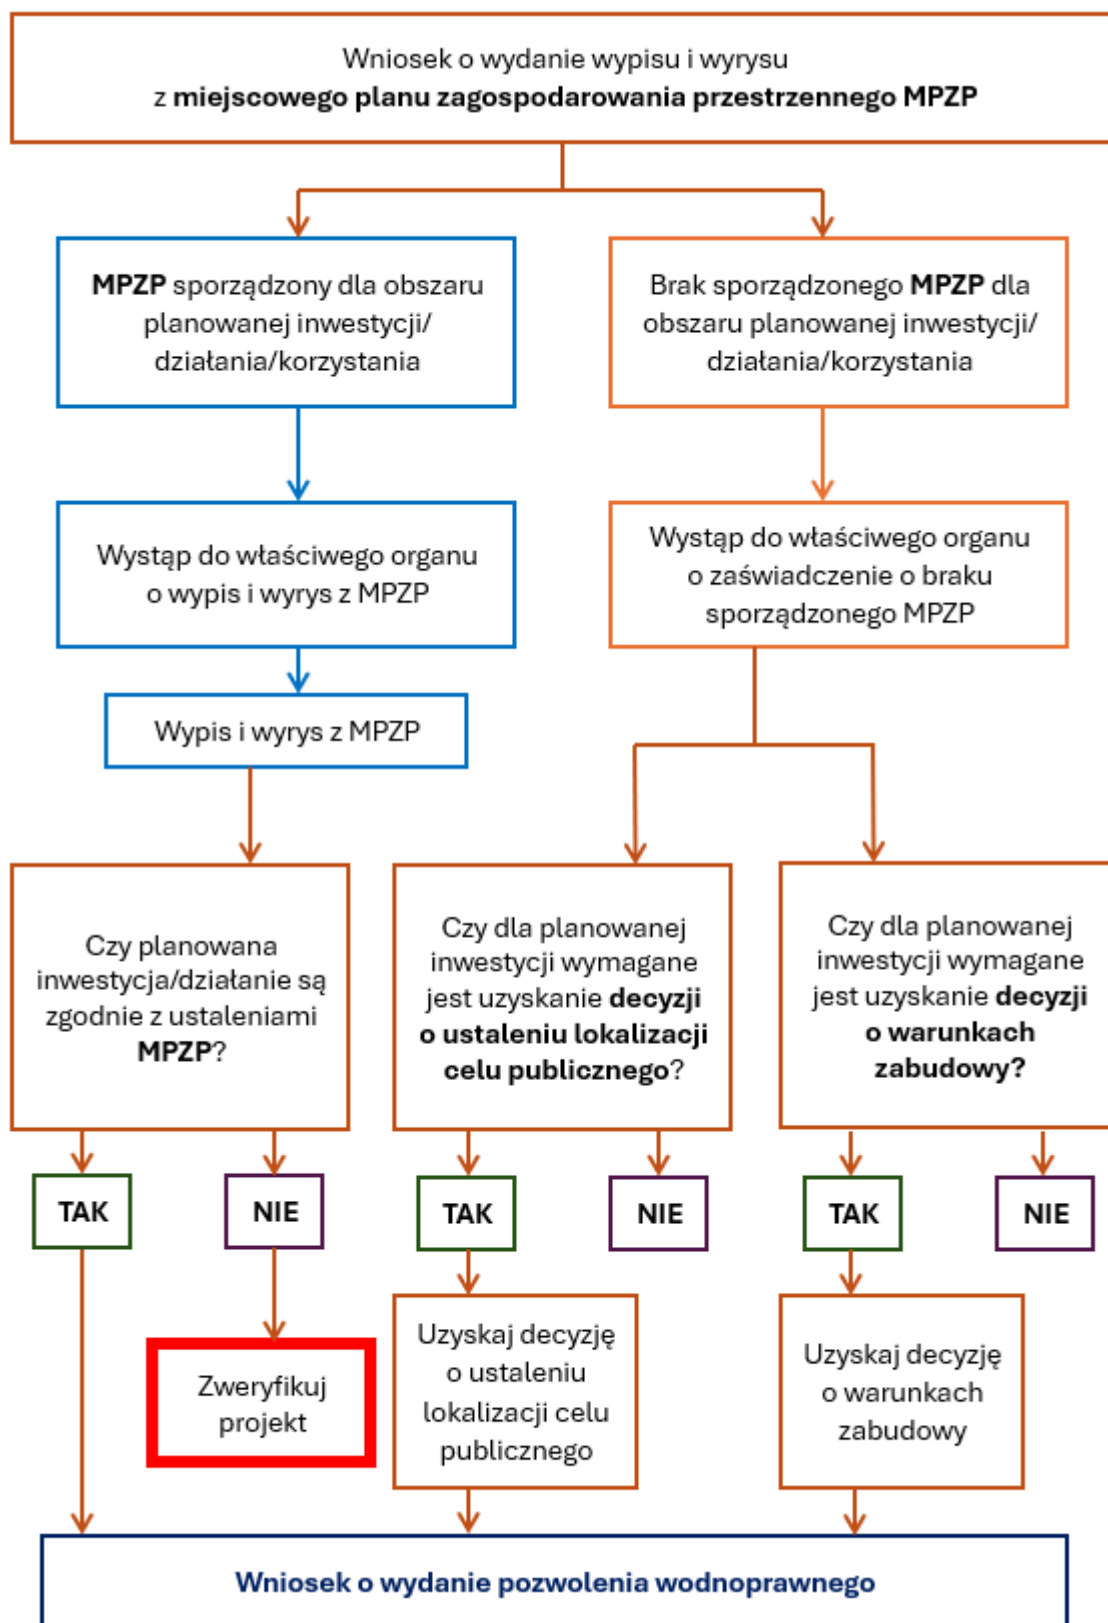 Wniosek o wydanie wypisu i wyrysu
z miejscowego planu zagospodarowania przestrzennego MPZP
MPZP sporządzony dla obszaru
planowanej inwestycji/
działania/korzystania
Brak sporządzonego MPZP dla
obszaru planowanej inwestycji/
działania/korzystania
Wystąp do właściwego organu
o wypis i wyrys z MPZP
Wystąp do właściwego organu
o zaświadczenie o braku
sporządzonego MPZP
Wypis i wyrys z MPZP
Czy planowana
inwestycja/działanie są
zgodnie z ustaleniami
MPZP?
Czy dla planowanej
inwestycji wymagane
jest uzyskanie decyzji
o ustaleniu lokalizacji
celu publicznego?
Czy dla planowanej
inwestycji wymagane
jest uzyskanie decyzji
o warunkach
zabudowy?
TAK
NIE
TAK
NIE
TAK
NIE
Zweryfikuj
projekt
Uzyskaj decyzję
o ustaleniu
lokalizacji celu
publicznego
Uzyskaj decyzję
o warunkach
zabudowy
Wniosek o wydanie pozwolenia wodnoprawnego